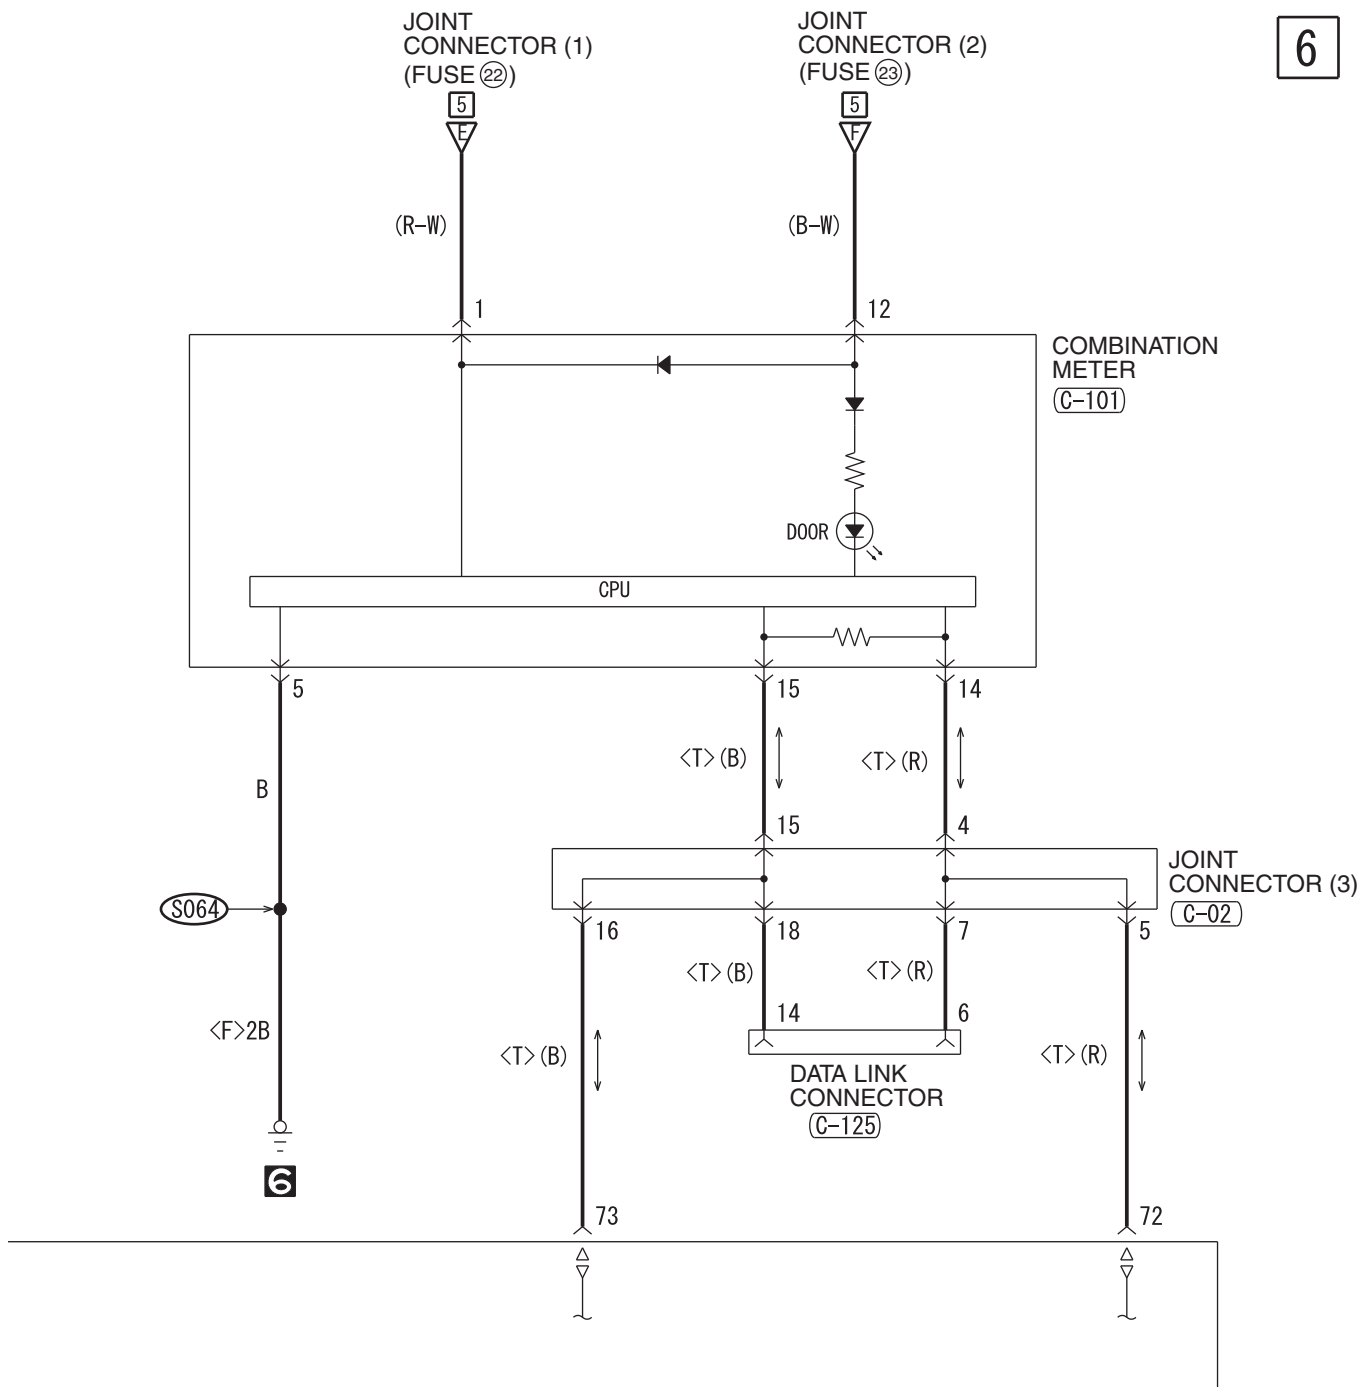 JOINT
CONNECTOR (1)
(FUSE 22)
5
E
JOINT
CONNECTOR (2)
(FUSE 23)
5
F
6
(R-W)
(B-W)
1
12
COMBINATION
METER
C-101
DOOR
CPU
5
15
14
<T>(B)
<T>(R)
B
15
4
JOINT
CONNECTOR (3)
C-02
S064
16
18
7
5
<T>(B)
<T>(R)
14
6
<F>2B
<T>(B)
<T>(R)
DATA LINK
CONNECTOR
C-125
6
73
72